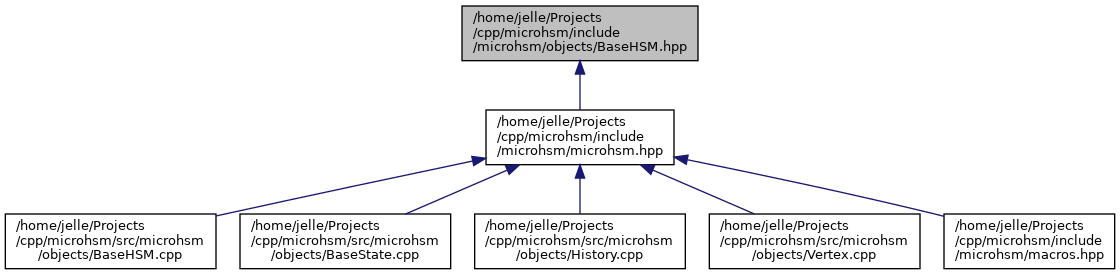 /home/jelle/Projects
/cpp/microhsm/include
/microhsm/objects/BaseHSM.hpp
/home/jelle/Projects
/cpp/microhsm/include
/microhsm/microhsm.hpp
/home/jelle/Projects
/cpp/microhsm/src/microhsm
/objects/BaseHSM.cpp
/home/jelle/Projects
/cpp/microhsm/src/microhsm
/objects/BaseState.cpp
/home/jelle/Projects
/cpp/microhsm/src/microhsm
/objects/History.cpp
/home/jelle/Projects
/cpp/microhsm/src/microhsm
/objects/Vertex.cpp
/home/jelle/Projects
/cpp/microhsm/include
/microhsm/macros.hpp